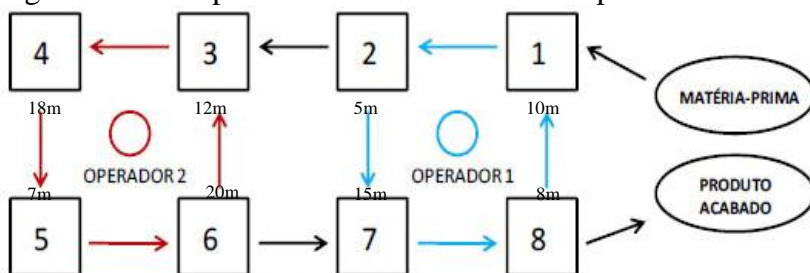 4 3 2 1
MATÉRIA-PRIMA
18m 12m 5m 10m
OPERADOR 2 OPERADOR 1
PRODUTO
ACABADO
7m 20m 15m 8m
5 6 7 8